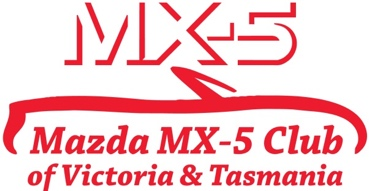 MX-5
Mazda MX-5 Club
of Victoria & Tasmania